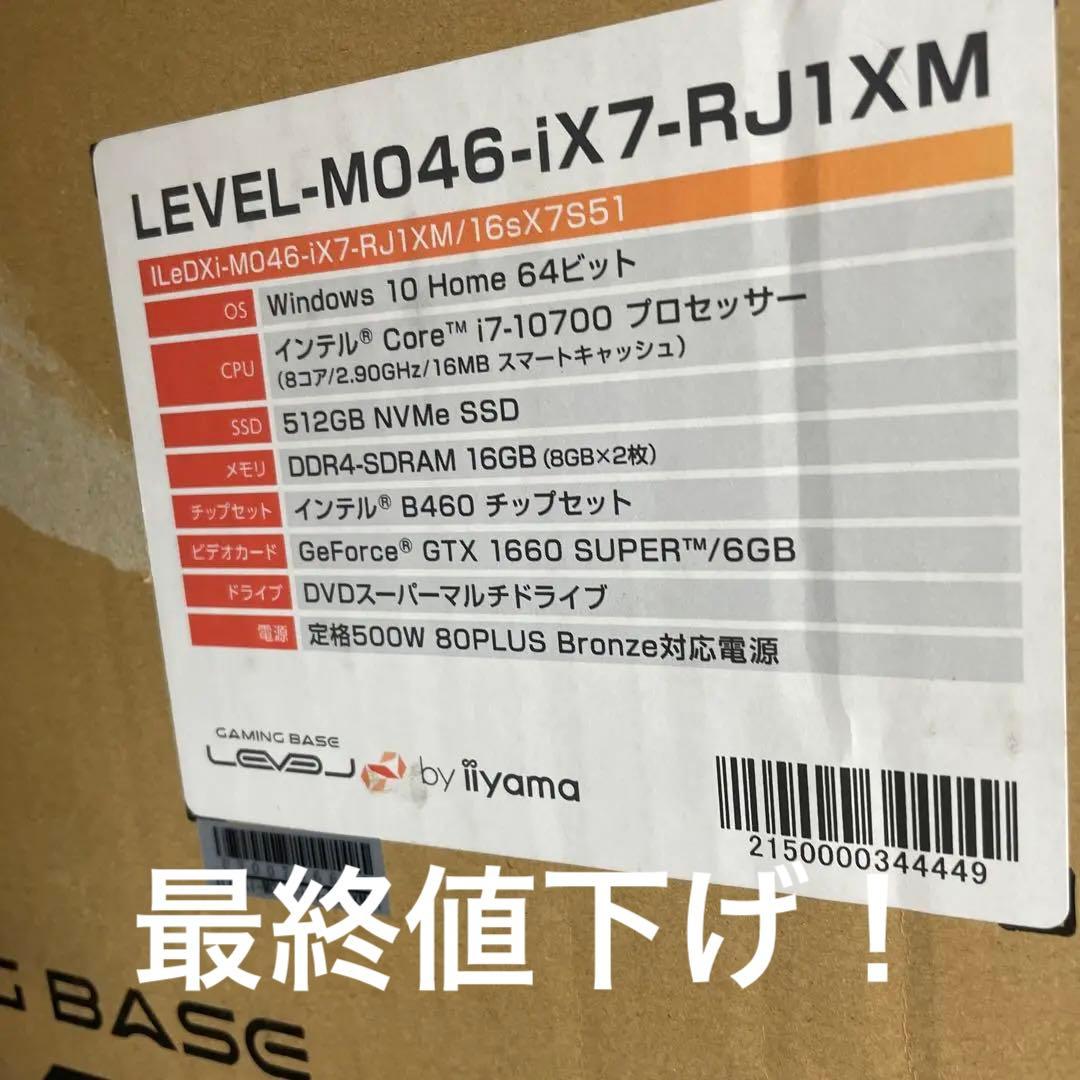 LEVEL-M046-iX7-RJ1XM
ILeDXi-M046-iX7-RJ1XM/16sX7S51
OS Windows 10 Home 64ビット
CPU インテル® Core™ i7-10700 プロセッサー
(8コア/2.90GHz/16MB スマートキャッシュ)
SSD 512GB NVMe SSD
メモリ DDR4-SDRAM 16GB (8GB×2枚)
チップセット インテル® B460 チップセット
ビデオカード GeForce® GTX 1660 SUPER™/6GB
ドライブ DVDスーパーマルチドライブ
電源 定格500W 80PLUS Bronze対応電源
GAMING BASE
LEVEL by iiyama
2150000344449
最終値下げ！
G BASE